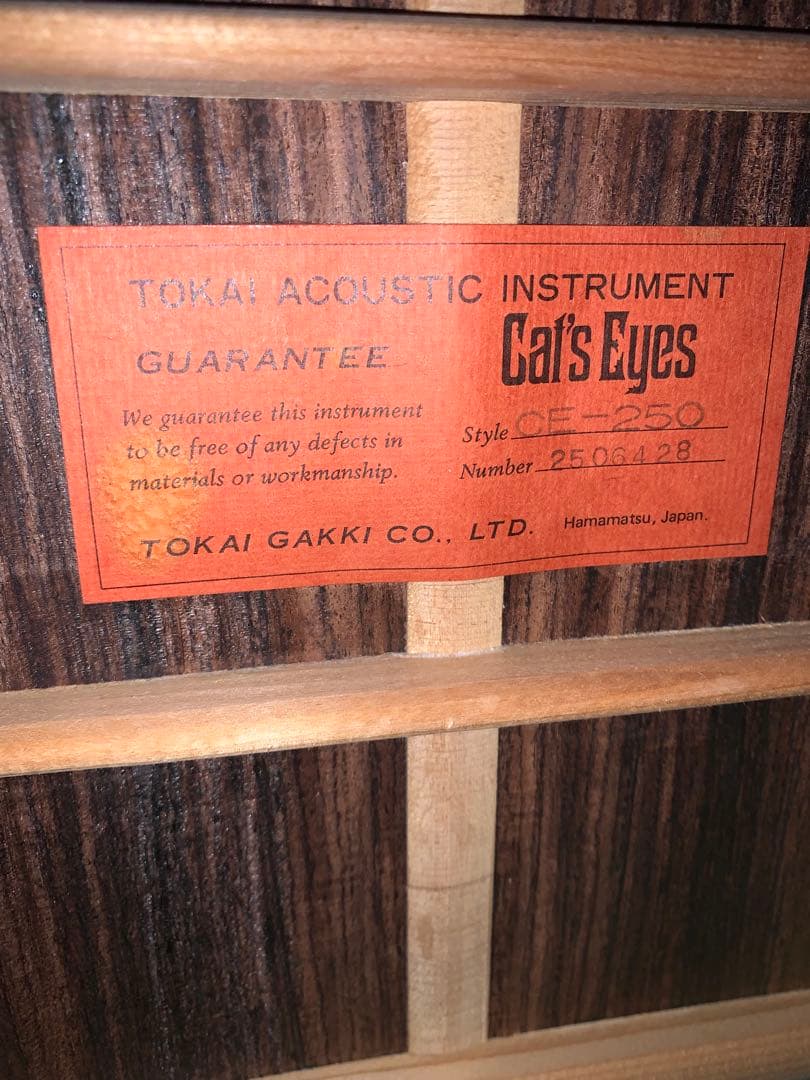 TOKAI ACOUSTIC INSTRUMENT
GUARANTEE
Cat's Eyes
We guarantee this instrument
to be free of any defects in
materials or workmanship.
Style CE-250
Number 2506428
TOKAI GAKKI CO., LTD. Hamamatsu, Japan.